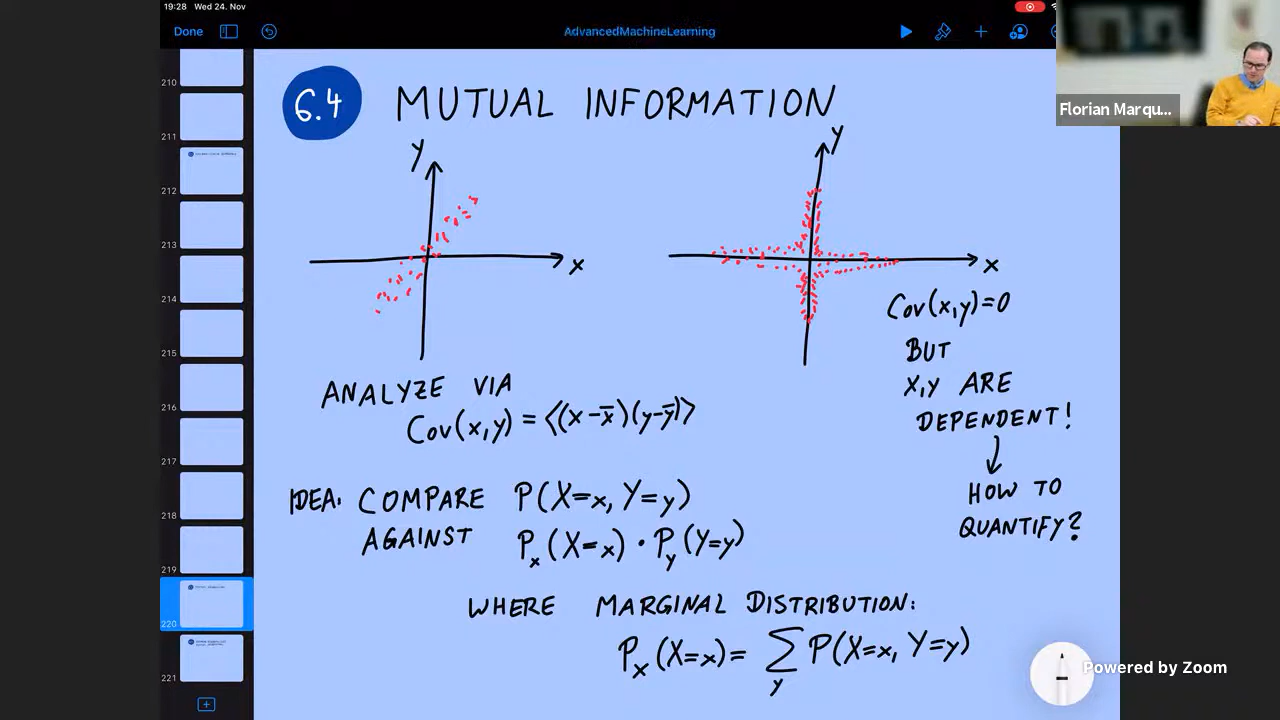 19:28 Wed 24. Nov
Done
AdvancedMachineLearning
Florian Marqu...
210
211
212
213
214
215
216
217
218
219
220
221
6.4 MUTUAL INFORMATION
y
x
y
x
Cov(x,y)=0
BUT
X,Y ARE
DEPENDENT!
HOW TO
QUANTIFY?
ANALYZE VIA
Cov(x,y) = ⟨(x-x̄)(y-ȳ)⟩
IDEA: COMPARE P(X=x, Y=y)
AGAINST Pₓ(X=x) · P_y(Y=y)
WHERE MARGINAL DISTRIBUTION:
Pₓ(X=x) = ∑_y P(X=x, Y=y)
Powered by Zoom